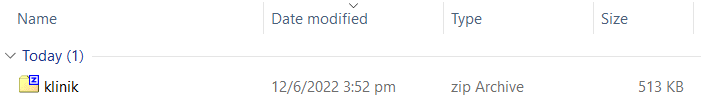 Name Date modified Type Size
Today (1)
klinik 12/6/2022 3:52 pm zip Archive 513 KB